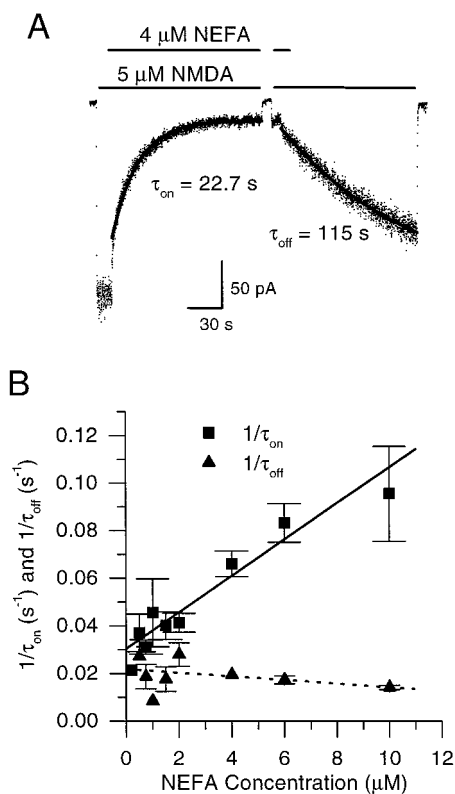 A
4 μM NEFA
5 μM NMDA
τon = 22.7 s
τoff = 115 s
50 pA
30 s
B
1/τon
1/τoff
1/τon (s-1) and 1/τoff (s-1)
0.12
0.10
0.08
0.06
0.04
0.02
0.00
0 2 4 6 8 10 12
NEFA Concentration (μM)